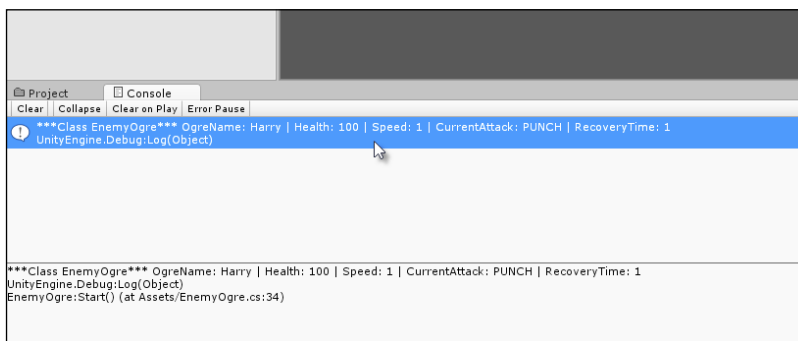 Project Console
Clear Collapse Clear on Play Error Pause
***Class EnemyOgre*** OgreName: Harry | Health: 100 | Speed: 1 | CurrentAttack: PUNCH | RecoveryTime: 1
UnityEngine.Debug:Log(Object)
***Class EnemyOgre*** OgreName: Harry | Health: 100 | Speed: 1 | CurrentAttack: PUNCH | RecoveryTime: 1
UnityEngine.Debug:Log(Object)
EnemyOgre:Start() (at Assets/EnemyOgre.cs:34)